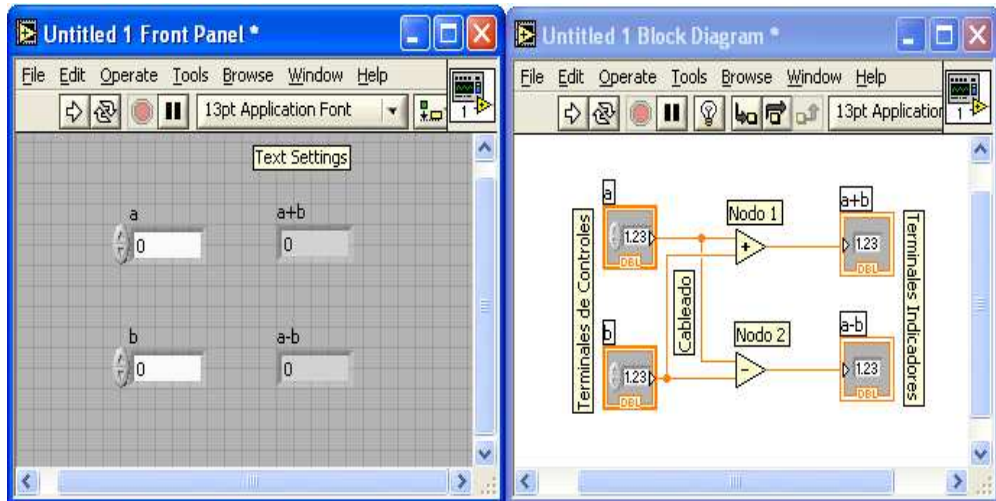 Untitled 1 Front Panel *
File Edit Operate Tools Browse Window Help
13pt Application Font
1
Text Settings
a
0
a+b
0
b
0
a-b
0
Untitled 1 Block Diagram *
File Edit Operate Tools Browse Window Help
13pt Application
1
Terminales de Controles
a
1.23
DBL
b
1.23
DBL
Cableado
Nodo 1
+
Nodo 2
-
a+b
1.23
DBL
a-b
1.23
DBL
Terminales Indicadores